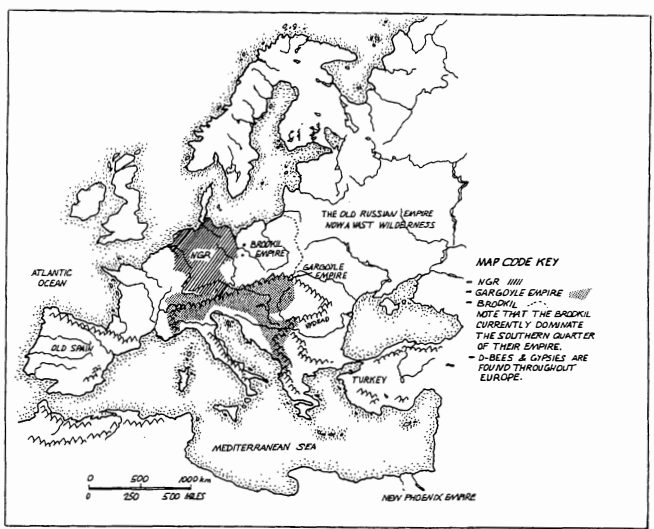 THE OLD RUSSIAN EMPIRE
NOW A VAST WILDERNESS
BRODKIL
EMPIRE
NGR
GARGOYLE
EMPIRE
MAP CODE KEY
- NGR
- GARGOYLE EMPIRE
- BRODKIL
NOTE THAT THE BRODKIL
CURRENTLY DOMINATE
THE SOUTHERN QUARTER
OF THEIR EMPIRE.
- D-BEES & GYPSIES ARE
FOUND THROUGHOUT
EUROPE.
ATLANTIC
OCEAN
OLD SPAIN
TURKEY
MEDITERRANEAN SEA
0 500 1000 km
0 250 500 MILES
NEW PHOENIX EMPIRE